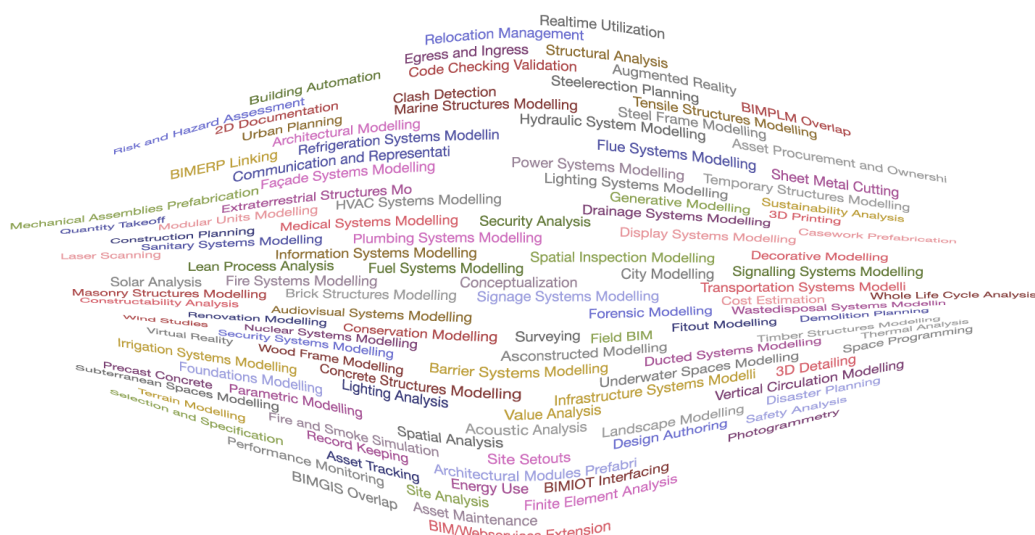 Realtime Utilization
Relocation Management
Egress and Ingress
Structural Analysis
Code Checking Validation
Augmented Reality
Building Automation
Steelerection Planning
Clash Detection
Tensile Structures Modelling
BIMPLM Overlap
Risk and Hazard Assessment
2D Documentation
Marine Structures Modelling
Steel Frame Modelling
Urban Planning
Hydraulic System Modelling
Architectural Modelling
Asset Procurement and Ownershi
Refrigeration Systems Modellin
Flue Systems Modelling
BIMERP Linking
Communication and Representati
Power Systems Modelling
Sheet Metal Cutting
Façade Systems Modelling
Lighting Systems Modelling
Temporary Structures Modelling
Mechanical Assemblies Prefabrication
Extraterrestrial Structures Mo
Generative Modelling
Sustainability Analysis
Quantity Takeoff
Modular Units Modelling
HVAC Systems Modelling
Drainage Systems Modelling
3D Printing
Construction Planning
Medical Systems Modelling
Security Analysis
Display Systems Modelling
Casework Prefabrication
Sanitary Systems Modelling
Plumbing Systems Modelling
Laser Scanning
Information Systems Modelling
Spatial Inspection Modelling
Decorative Modelling
Lean Process Analysis
Fuel Systems Modelling
City Modelling
Signalling Systems Modelling
Solar Analysis
Fire Systems Modelling
Conceptualization
Transportation Systems Modelli
Masonry Structures Modelling
Brick Structures Modelling
Signage Systems Modelling
Cost Estimation
Whole Life Cycle Analysis
Constructability Analysis
Audiovisual Systems Modelling
Forensic Modelling
Wastedisposal Systems Modellin
Wind Studies
Renovation Modelling
Fitout Modelling
Demolition Planning
Virtual Reality
Nuclear Systems Modelling
Conservation Modelling
Surveying
Field BIM
Timber Structures Modelling
Thermal Analysis
Security Systems Modelling
Asconstructed Modelling
Ducted Systems Modelling
Space Programming
Irrigation Systems Modelling
Wood Frame Modelling
Barrier Systems Modelling
Underwater Spaces Modelling
3D Detailing
Precast Concrete
Foundations Modelling
Concrete Structures Modelling
Infrastructure Systems Modelli
Vertical Circulation Modelling
Subterranean Spaces Modelling
Parametric Modelling
Lighting Analysis
Value Analysis
Disaster Planning
Terrain Modelling
Fire and Smoke Simulation
Acoustic Analysis
Landscape Modelling
Safety Analysis
Selection and Specification
Record Keeping
Spatial Analysis
Design Authoring
Photogrammetry
Performance Monitoring
Asset Tracking
Site Setouts
Architectural Modules Prefabri
BIMGIS Overlap
Site Analysis
Energy Use
BIMIOT Interfacing
Asset Maintenance
Finite Element Analysis
BIM/Webservices Extension